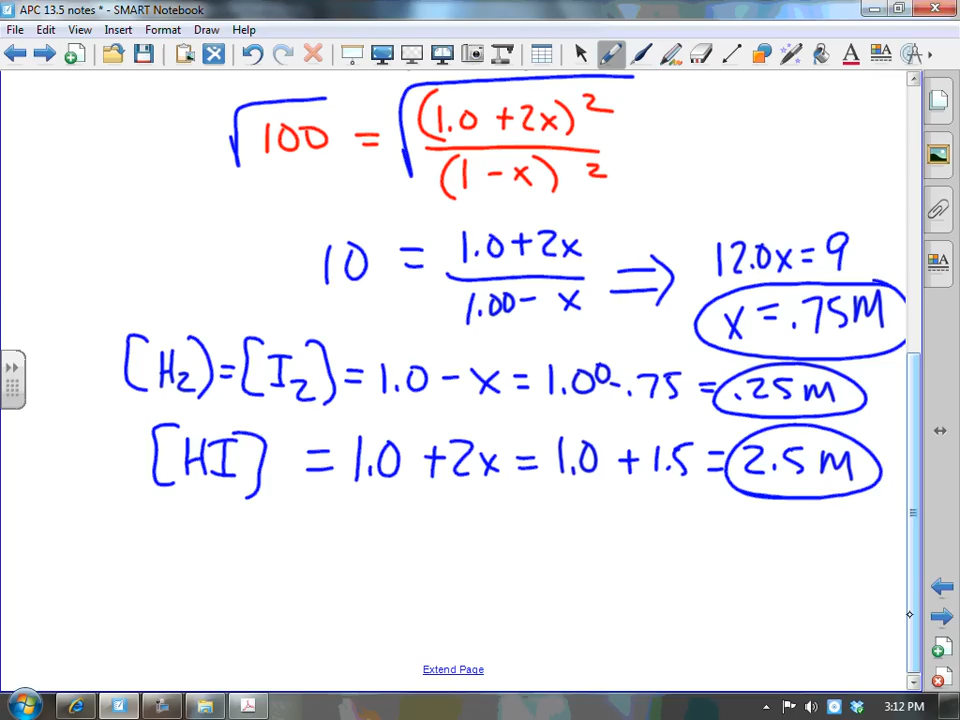 APC 13.5 notes * - SMART Notebook
File Edit View Insert Format Draw Help
√100 = √((1.0 + 2x)² / (1 - x)²)
10 = (1.0 + 2x) / (1.00 - x) ⇒ 12.0x = 9
x = .75M
[H₂] = [I₂] = 1.0 - x = 1.00 - .75 = .25M
[HI] = 1.0 + 2x = 1.0 + 1.5 = 2.5M
Extend Page
3:12 PM